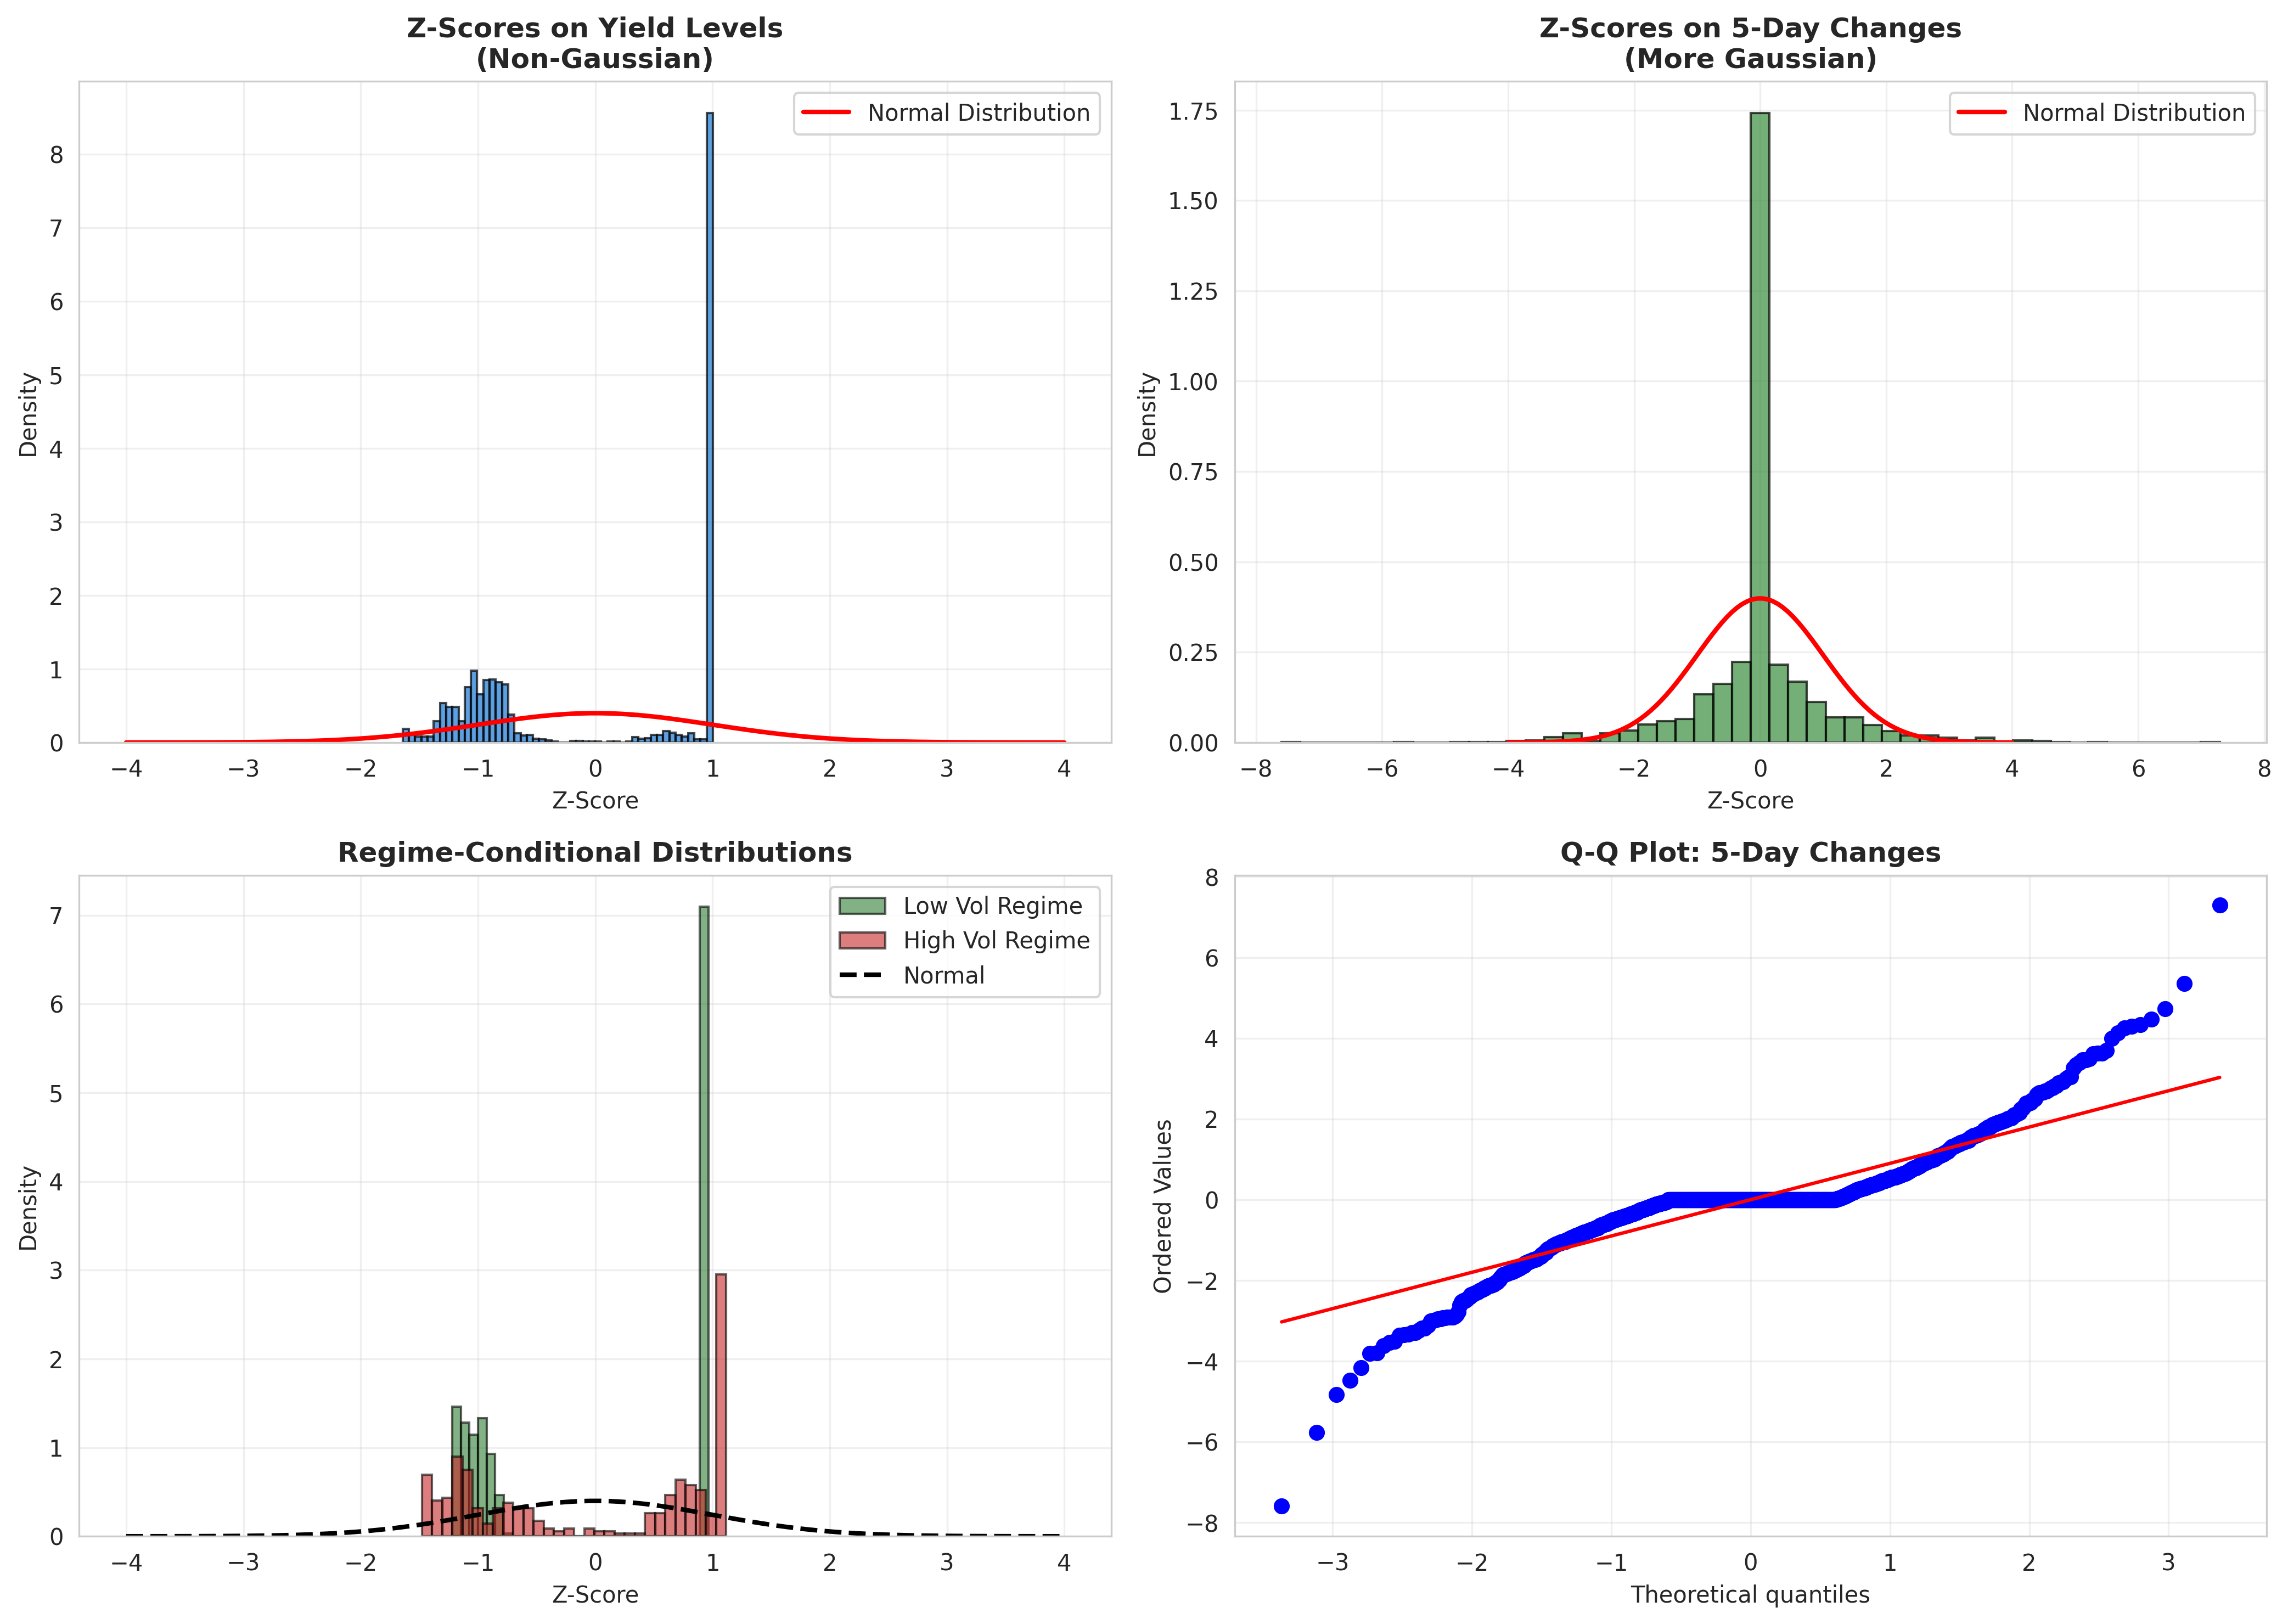 Z-Scores on Yield Levels
(Non-Gaussian)
Normal Distribution
Density
8
7
6
5
4
3
2
1
0
−4 −3 −2 −1 0 1 2 3 4
Z-Score
Z-Scores on 5-Day Changes
(More Gaussian)
Normal Distribution
Density
1.75
1.50
1.25
1.00
0.75
0.50
0.25
0.00
−8 −6 −4 −2 0 2 4 6 8
Z-Score
Regime-Conditional Distributions
Low Vol Regime
High Vol Regime
Normal
Density
7
6
5
4
3
2
1
0
−4 −3 −2 −1 0 1 2 3 4
Z-Score
Q-Q Plot: 5-Day Changes
Ordered Values
8
6
4
2
0
−2
−4
−6
−8
−3 −2 −1 0 1 2 3
Theoretical quantiles